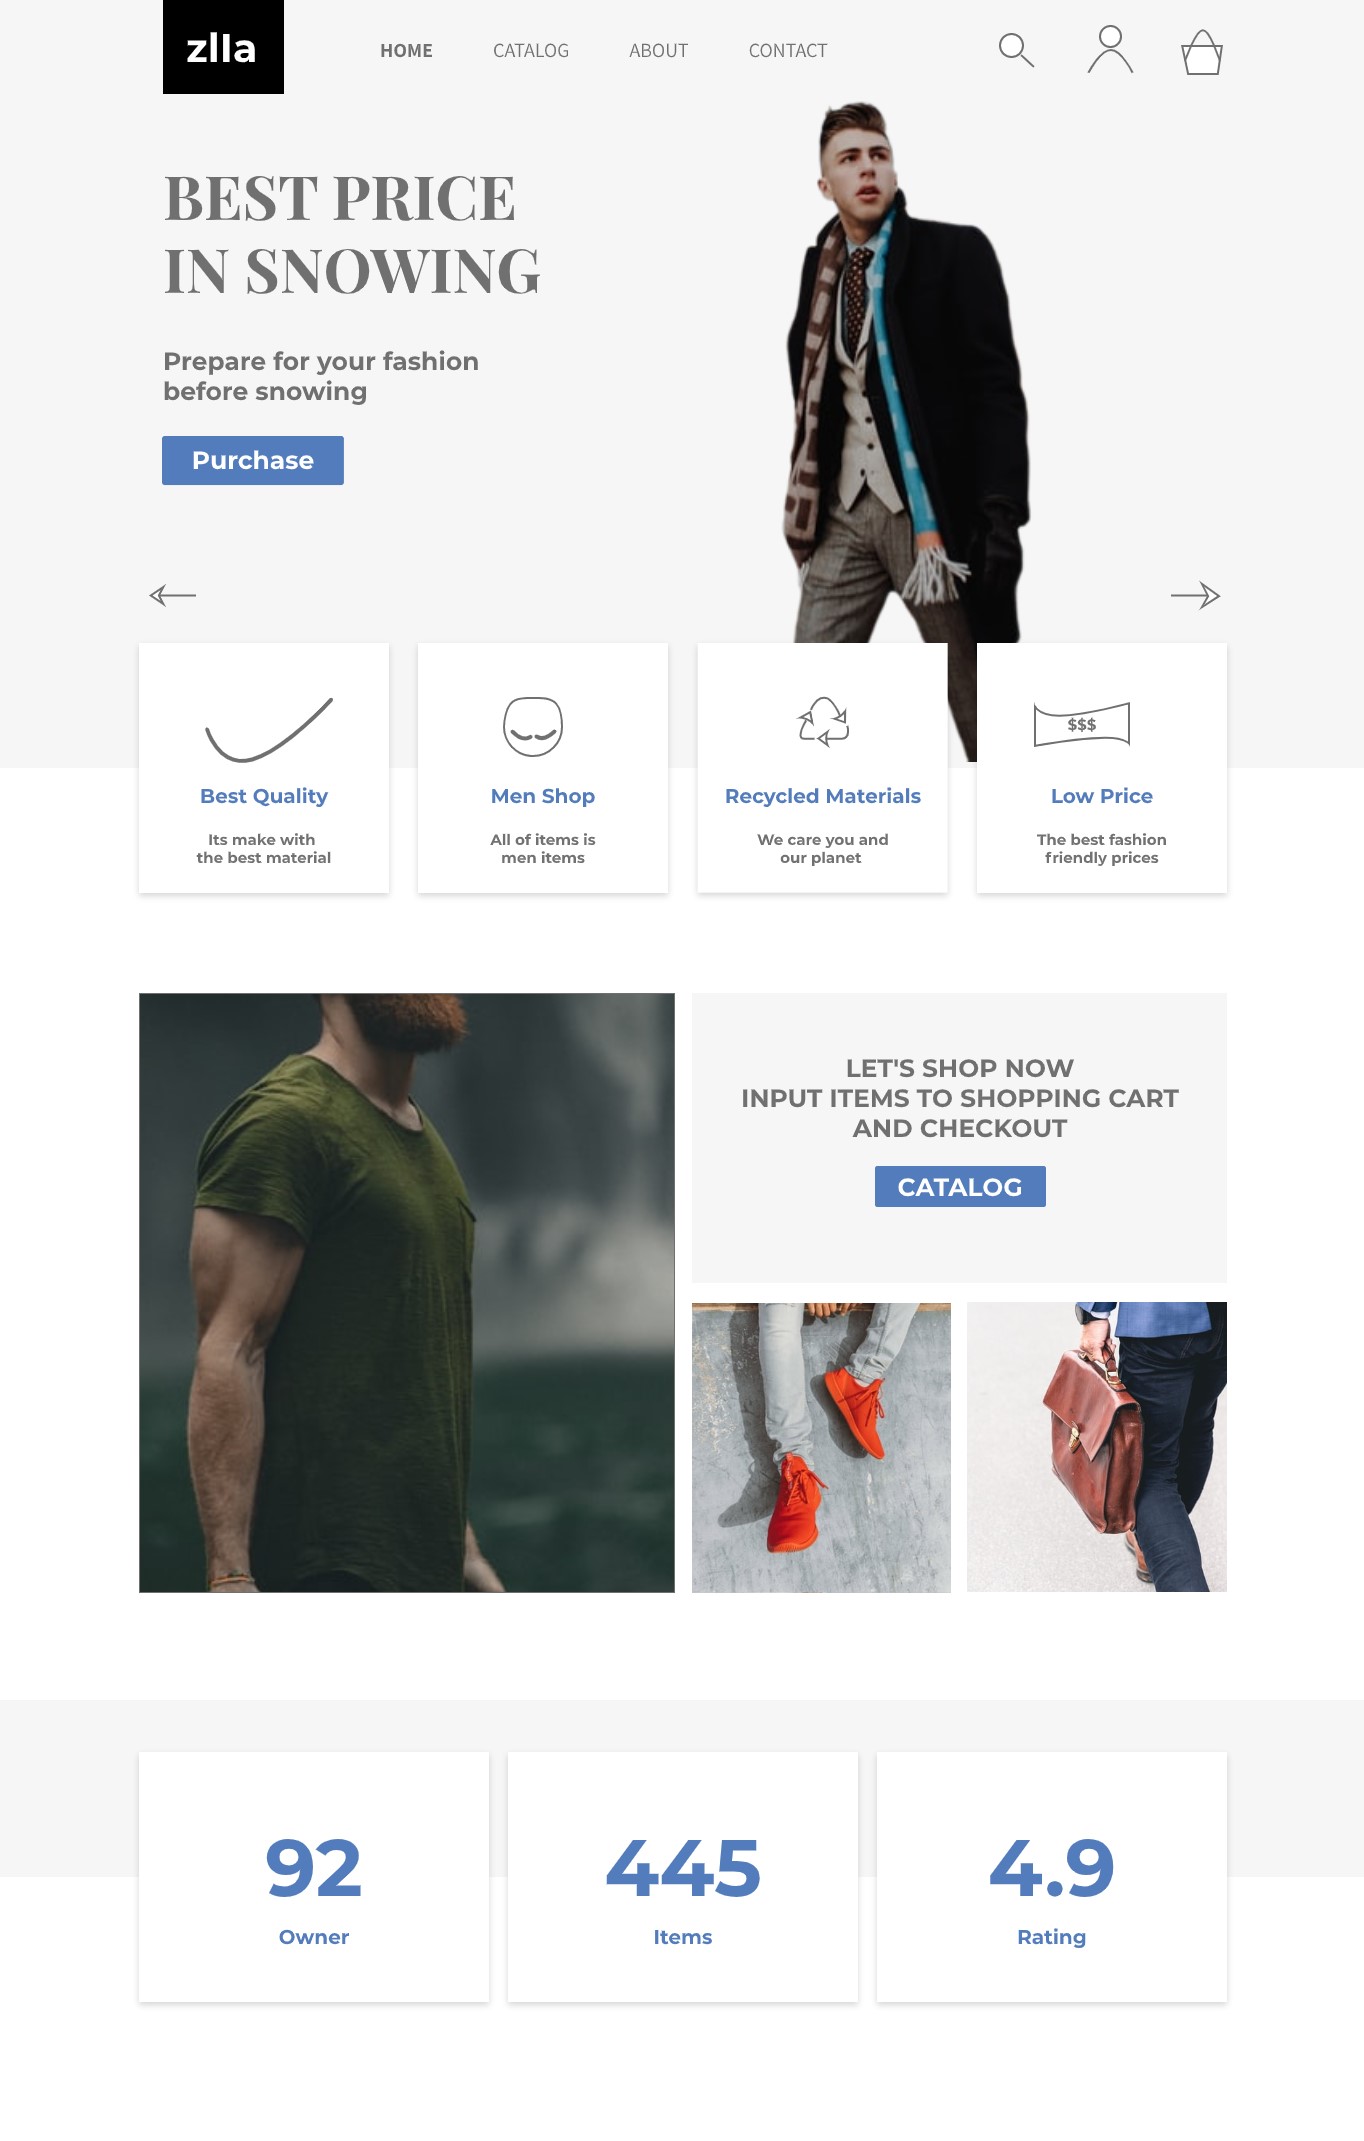 zlla
HOME CATALOG ABOUT CONTACT
BEST PRICE
IN SNOWING
Prepare for your fashion
before snowing
Purchase
Best Quality
Its make with
the best material
Men Shop
All of items is
men items
Recycled Materials
We care you and
our planet
$$$
Low Price
The best fashion
friendly prices
LET'S SHOP NOW
INPUT ITEMS TO SHOPPING CART
AND CHECKOUT
CATALOG
92
Owner
445
Items
4.9
Rating